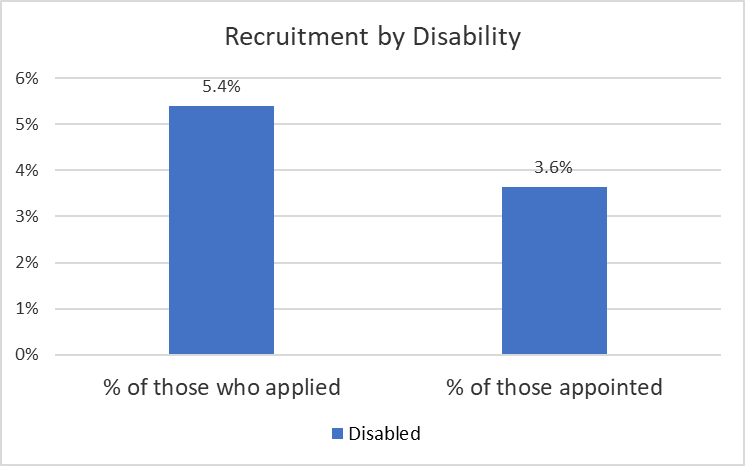 Recruitment by Disability
6%
5%
4%
3%
2%
1%
0%
5.4%
3.6%
% of those who applied
% of those appointed
Disabled